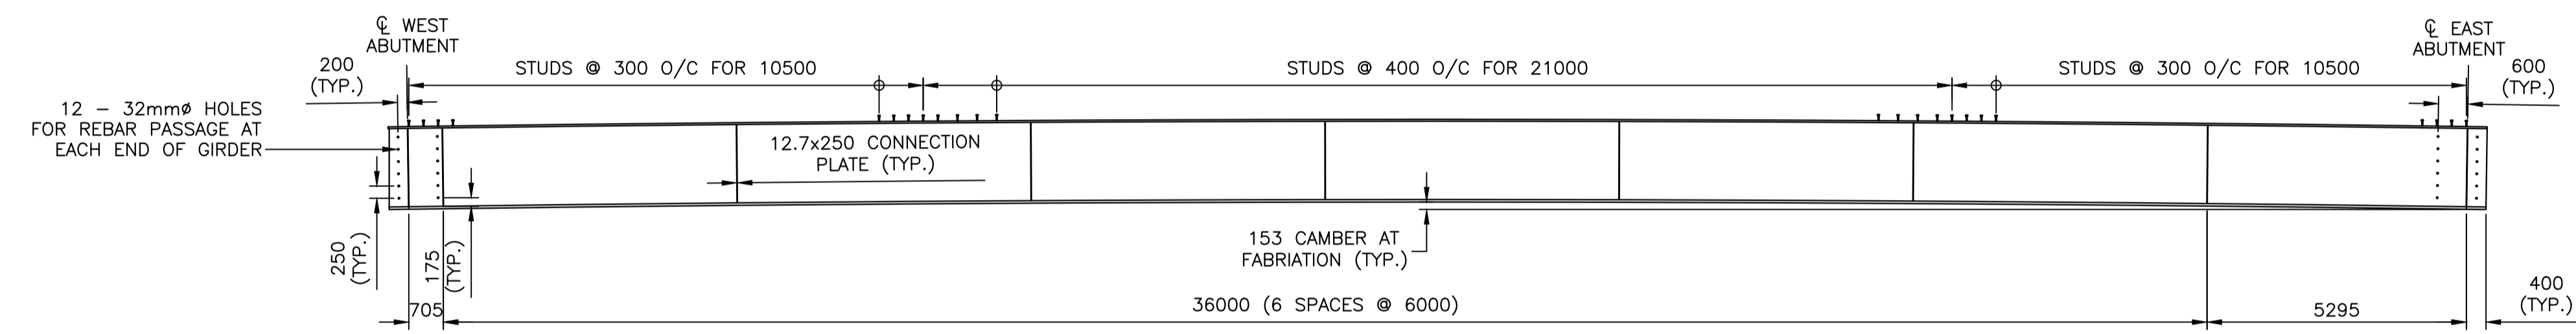 ℄ WEST
ABUTMENT
℄ EAST
ABUTMENT
200
(TYP.)
STUDS @ 300 O/C FOR 10500
STUDS @ 400 O/C FOR 21000
STUDS @ 300 O/C FOR 10500
600
(TYP.)
12 – 32mmø HOLES
FOR REBAR PASSAGE AT
EACH END OF GIRDER
12.7x250 CONNECTION
PLATE (TYP.)
250
(TYP.)
175
(TYP.)
153 CAMBER AT
FABRIATION (TYP.)
705
36000 (6 SPACES @ 6000)
5295
400
(TYP.)